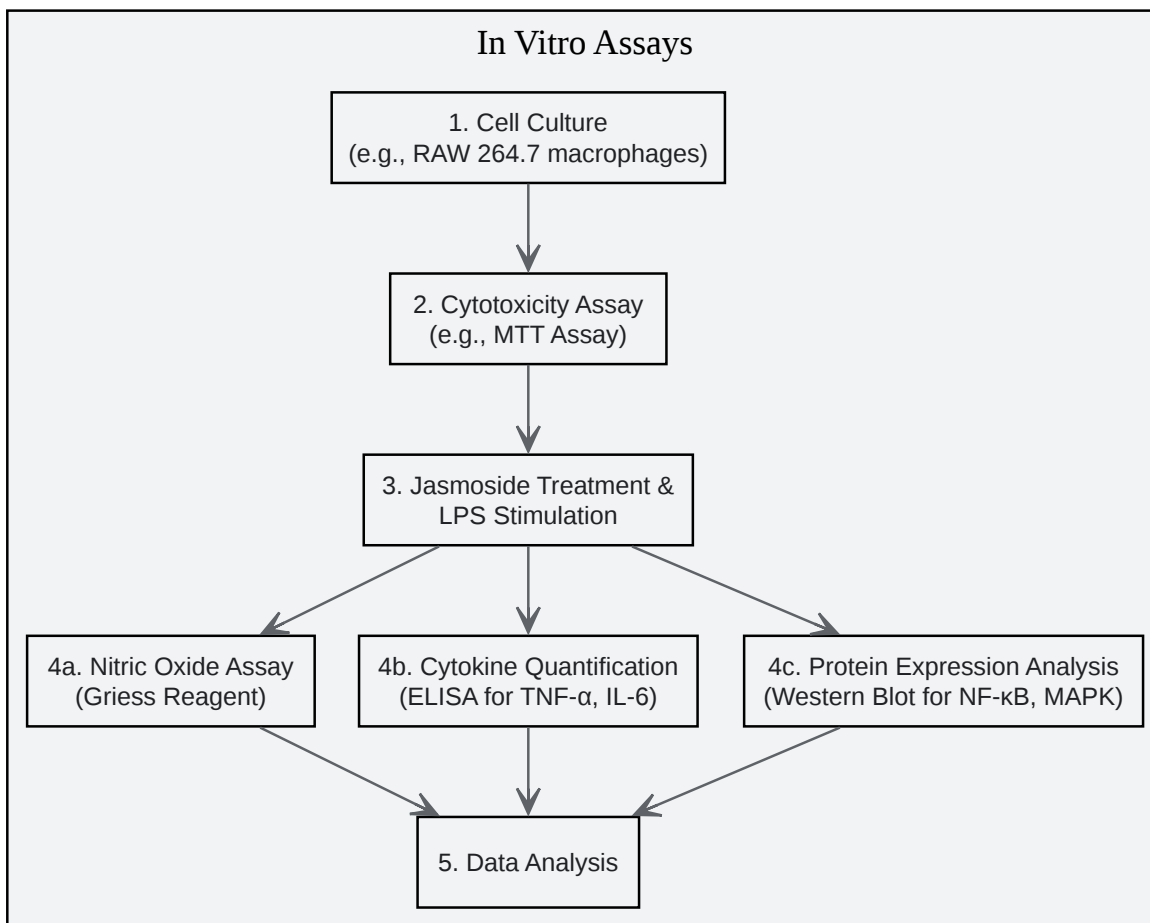 In Vitro Assays
1. Cell Culture
(e.g., RAW 264.7 macrophages)
2. Cytotoxicity Assay
(e.g., MTT Assay)
3. Jasmoside Treatment &
LPS Stimulation
4a. Nitric Oxide Assay
(Griess Reagent)
4b. Cytokine Quantification
(ELISA for TNF-α, IL-6)
4c. Protein Expression Analysis
(Western Blot for NF-κB, MAPK)
5. Data Analysis